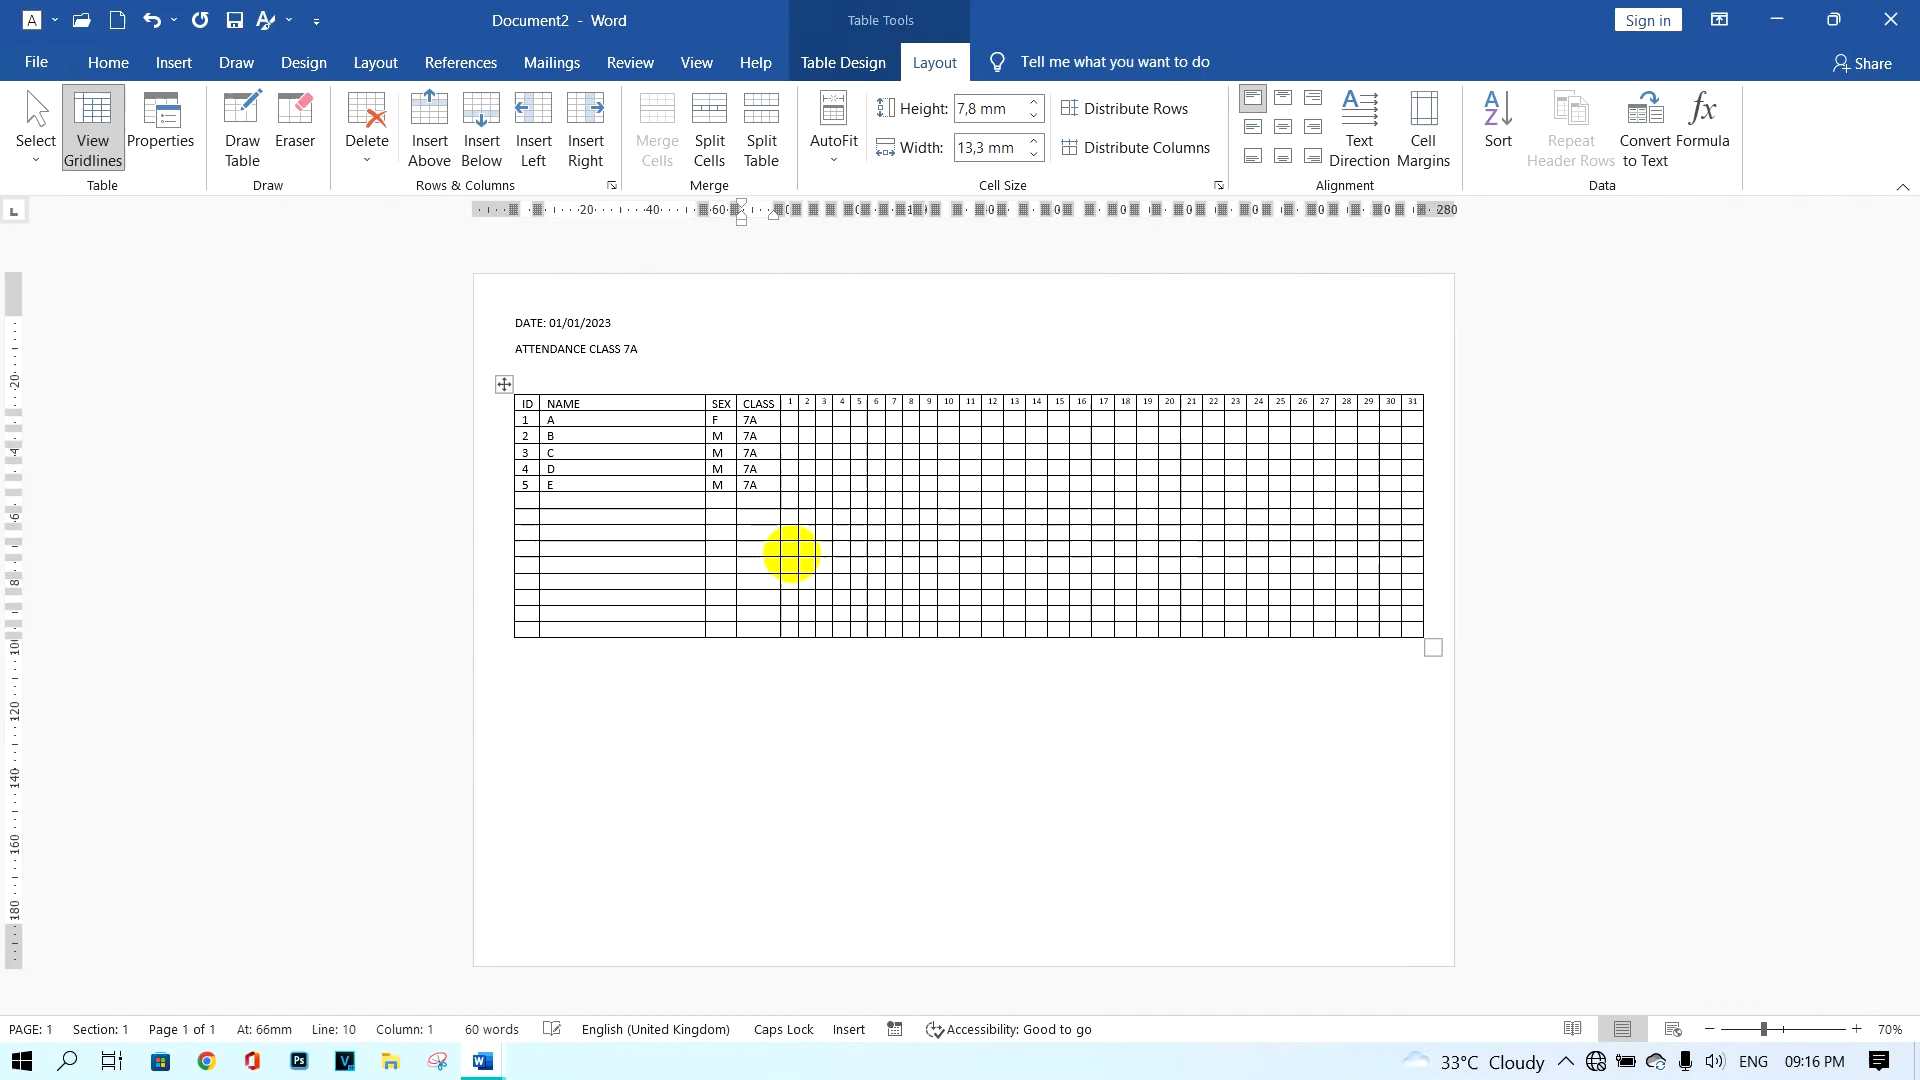 Document2 - Word
Table Tools
Sign in
File Home Insert Draw Design Layout References Mailings Review View Help Table Design Layout Tell me what you want to do Share
Select
View Gridlines
Properties
Table
Draw Table
Eraser
Draw
Delete
Insert Above
Insert Below
Insert Left
Insert Right
Rows & Columns
Merge Cells
Split Cells
Split Table
Merge
AutoFit
Height: 7,8 mm
Width: 13,3 mm
Distribute Rows
Distribute Columns
Cell Size
Text Direction
Cell Margins
Alignment
Sort
Repeat Header Rows
Convert to Text
Formula
Data
DATE: 01/01/2023
ATTENDANCE CLASS 7A
ID NAME SEX CLASS 1 2 3 4 5 6 7 8 9 10 11 12 13 14 15 16 17 18 19 20 21 22 23 24 25 26 27 28 29 30 31
1 A F 7A
2 B M 7A
3 C M 7A
4 D M 7A
5 E M 7A
PAGE: 1 Section: 1 Page 1 of 1 At: 66mm Line: 10 Column: 1 60 words English (United Kingdom) Caps Lock Insert Accessibility: Good to go 70%
33°C Cloudy ENG 09:16 PM